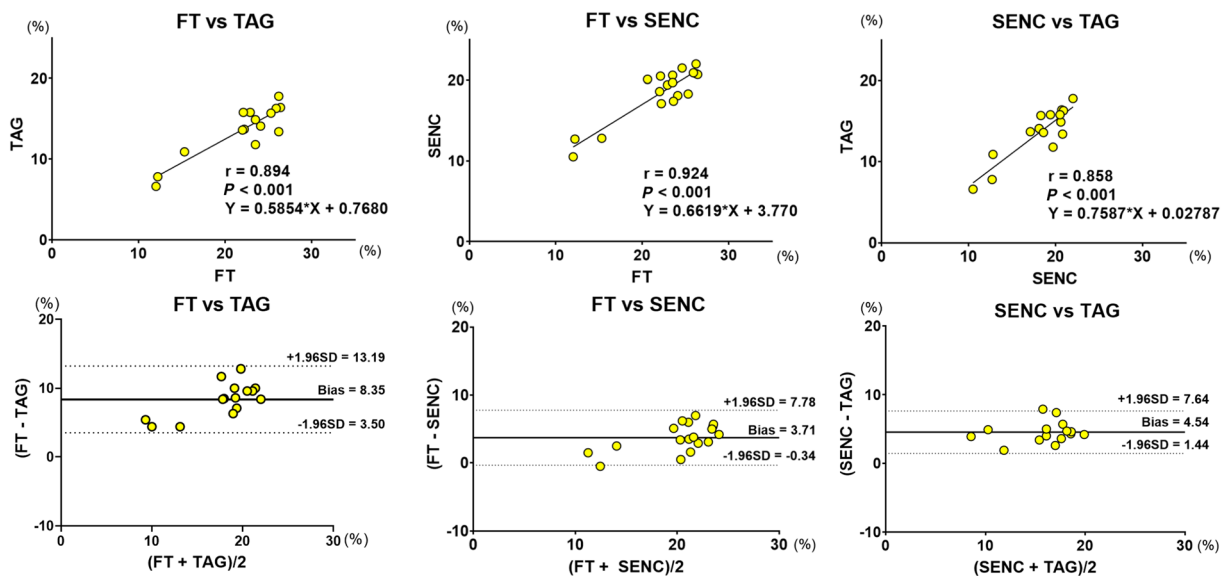 FT vs TAG
(%)
TAG
20
10
0
r = 0.894
P < 0.001
Y = 0.5854*X + 0.7680
10
20
30
(%)
FT
FT vs SENC
(%)
SENC
20
10
0
r = 0.924
P < 0.001
Y = 0.6619*X + 3.770
0
10
20
30
(%)
FT
SENC vs TAG
(%)
TAG
20
10
0
r = 0.858
P < 0.001
Y = 0.7587*X + 0.02787
0
10
20
30
(%)
SENC
FT vs TAG
(%)
(FT - TAG)
20
10
0
-10
+1.96SD = 13.19
Bias = 8.35
-1.96SD = 3.50
0
10
20
30
(%)
(FT + TAG)/2
FT vs SENC
(%)
(FT - SENC)
20
10
0
-10
+1.96SD = 7.78
Bias = 3.71
-1.96SD = -0.34
0
10
20
30
(%)
(FT + SENC)/2
SENC vs TAG
(%)
(SENC - TAG)
20
10
0
-10
+1.96SD = 7.64
Bias = 4.54
-1.96SD = 1.44
0
10
20
30
(%)
(SENC + TAG)/2